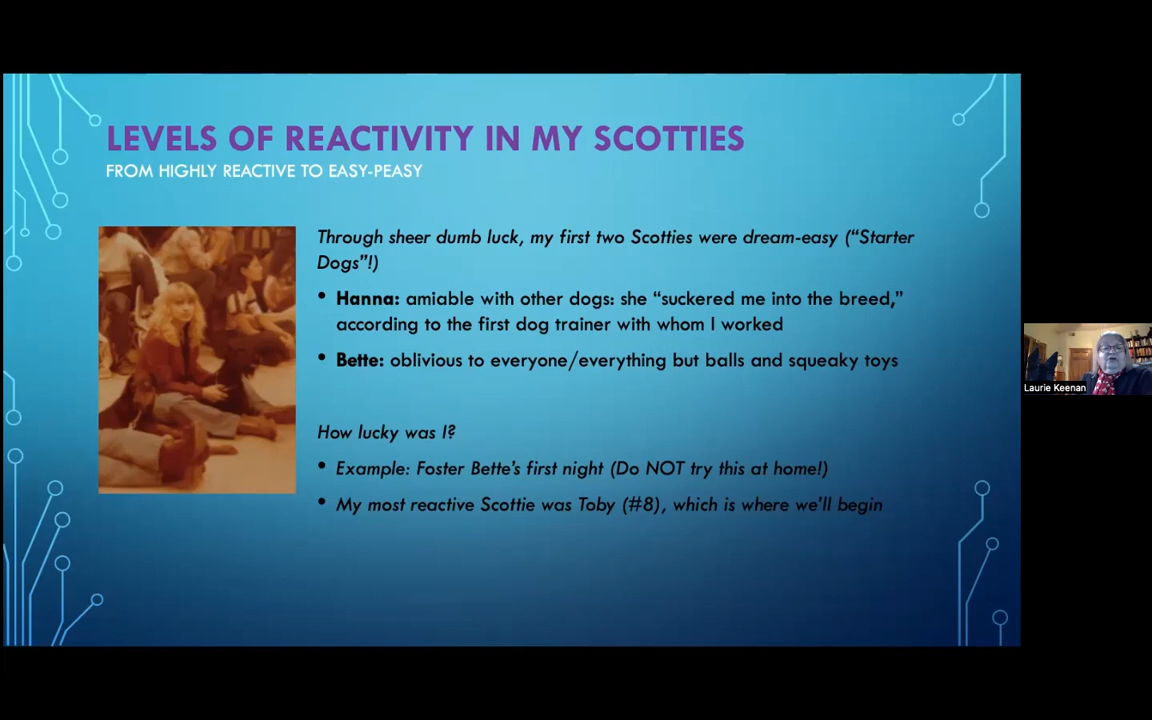 LEVELS OF REACTIVITY IN MY SCOTTIES
FROM HIGHLY REACTIVE TO EASY-PEASY
Through sheer dumb luck, my first two Scotties were dream-easy (“Starter
Dogs”!)
• Hanna: amiable with other dogs: she “suckered me into the breed,”
according to the first dog trainer with whom I worked
• Bette: oblivious to everyone/everything but balls and squeaky toys
How lucky was I?
• Example: Foster Bette’s first night (Do NOT try this at home!)
• My most reactive Scottie was Toby (#8), which is where we'll begin
Laurie Keenan